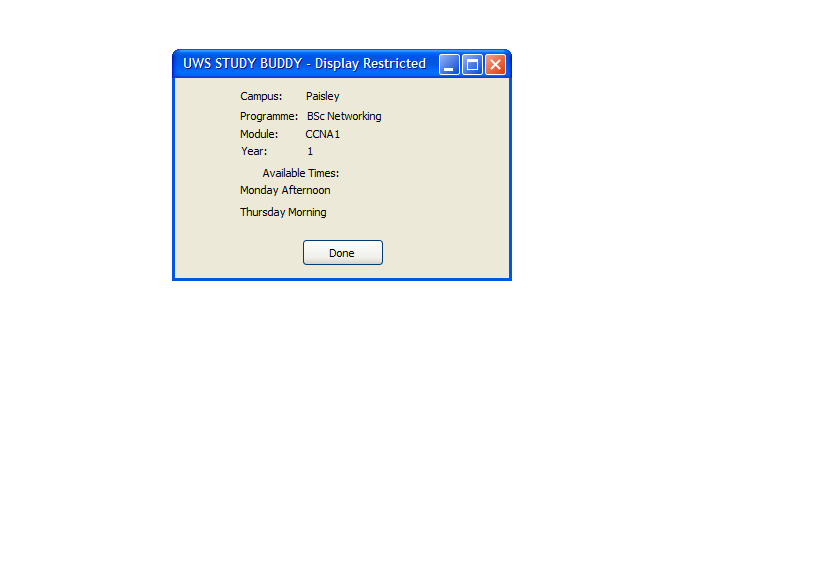 UWS STUDY BUDDY - Display Restricted
Campus: Paisley
Programme: BSc Networking
Module: CCNA1
Year: 1
Available Times:
Monday Afternoon
Thursday Morning
Done